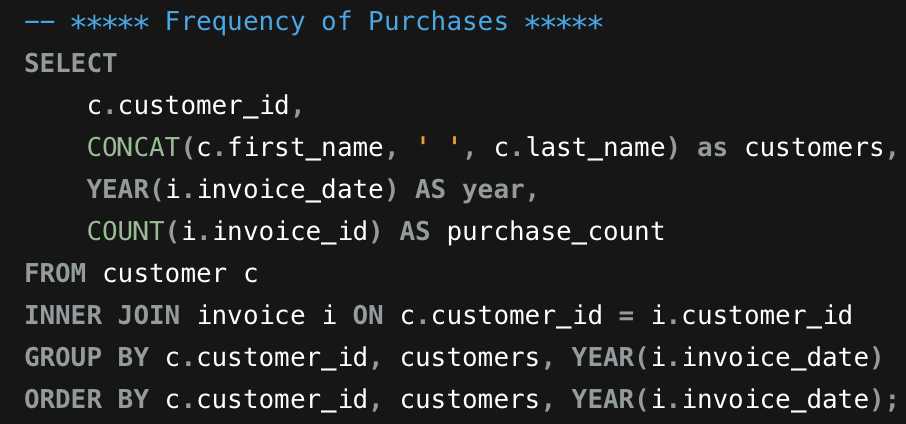 -- ***** Frequency of Purchases *****
SELECT
    c.customer_id,
    CONCAT(c.first_name, ' ', c.last_name) as customers,
    YEAR(i.invoice_date) AS year,
    COUNT(i.invoice_id) AS purchase_count
FROM customer c
INNER JOIN invoice i ON c.customer_id = i.customer_id
GROUP BY c.customer_id, customers, YEAR(i.invoice_date)
ORDER BY c.customer_id, customers, YEAR(i.invoice_date);